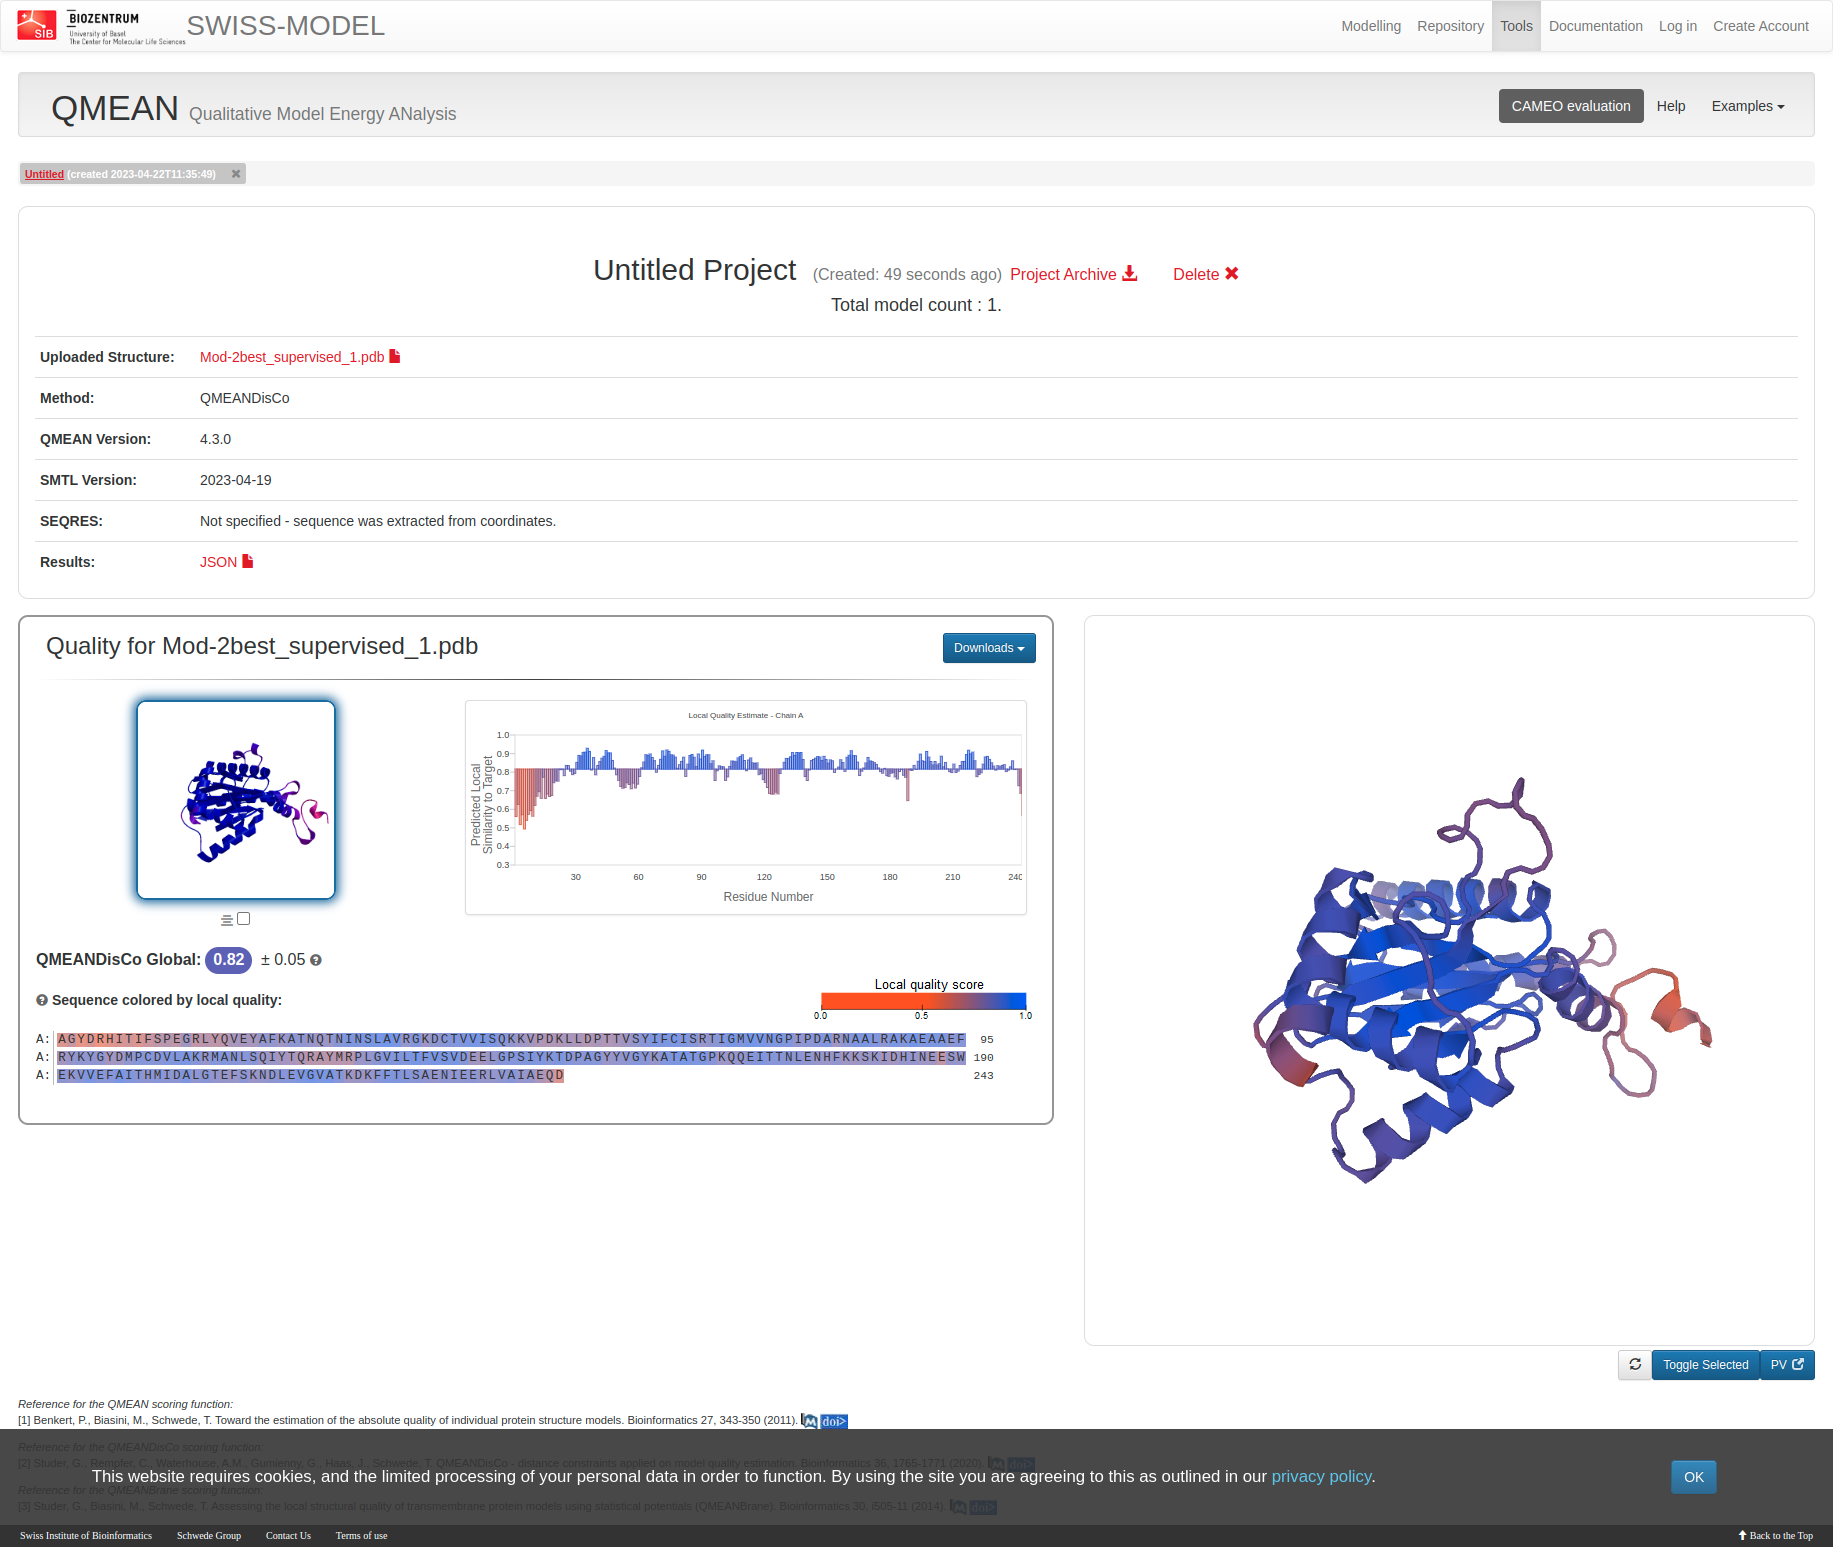 SIB
BIOZENTRUM
University of Basel
The Center for Molecular Life Sciences
SWISS-MODEL
Modelling Repository Tools Documentation Log in Create Account
QMEAN Qualitative Model Energy ANalysis
CAMEO evaluation Help Examples
Untitled (created 2023-04-22T11:35:49)
Untitled Project (Created: 49 seconds ago) Project Archive Delete
Total model count : 1.
Uploaded Structure: Mod-2best_supervised_1.pdb
Method: QMEANDisCo
QMEAN Version: 4.3.0
SMTL Version: 2023-04-19
SEQRES: Not specified - sequence was extracted from coordinates.
Results: JSON
Quality for Mod-2best_supervised_1.pdb
Downloads
Local Quality Estimate - Chain A
Predicted Local
Similarity to Target
1.0
0.9
0.8
0.7
0.6
0.5
0.4
0.3
30 60 90 120 150 180 210 240
Residue Number
QMEANDisCo Global: 0.82 ± 0.05
Sequence colored by local quality:
Local quality score
0.0 0.5 1.0
A: AGYDRHITIFSPEGRLYQVEYAFKATNQTNINSLAVRGKDCTVVISQKKVPDKLLDPTTVSYIFCISRTIGMVVNGPIPDARNAALRAKAEAAEF 95
A: RYKYGYDMPCDVLAKRMANLSQIYTQRAYMRPLGVILTFVSVDEELGPSIYKTDPAGYYVGYKATATGPKQQEITTNLENHFKKSKIDHINEESW 190
A: EKVVEFAITHMIDALGTEFSKNDLEVGVATKDKFFTLSAENIEERLVAIAEQD 243
Toggle Selected PV
Reference for the QMEAN scoring function:
[1] Benkert, P., Biasini, M., Schwede, T. Toward the estimation of the absolute quality of individual protein structure models. Bioinformatics 27, 343-350 (2011). M doi>
Reference for the QMEANDisCo scoring function:
[2] Studer, G., Rempfer, C., Waterhouse, A.M., Gumienny, G., Haas, J., Schwede, T. QMEANDisCo - distance constraints applied on model quality estimation. Bioinformatics 36, 1765-1771 (2020). M doi>
This website requires cookies, and the limited processing of your personal data in order to function. By using the site you are agreeing to this as outlined in our privacy policy.
OK
Reference for the QMEANBrane scoring function:
[3] Studer, G., Biasini, M., Schwede, T. Assessing the local structural quality of transmembrane protein models using statistical potentials (QMEANBrane). Bioinformatics 30, i505-11 (2014). M doi>
Swiss Institute of Bioinformatics Schwede Group Contact Us Terms of use
Back to the Top